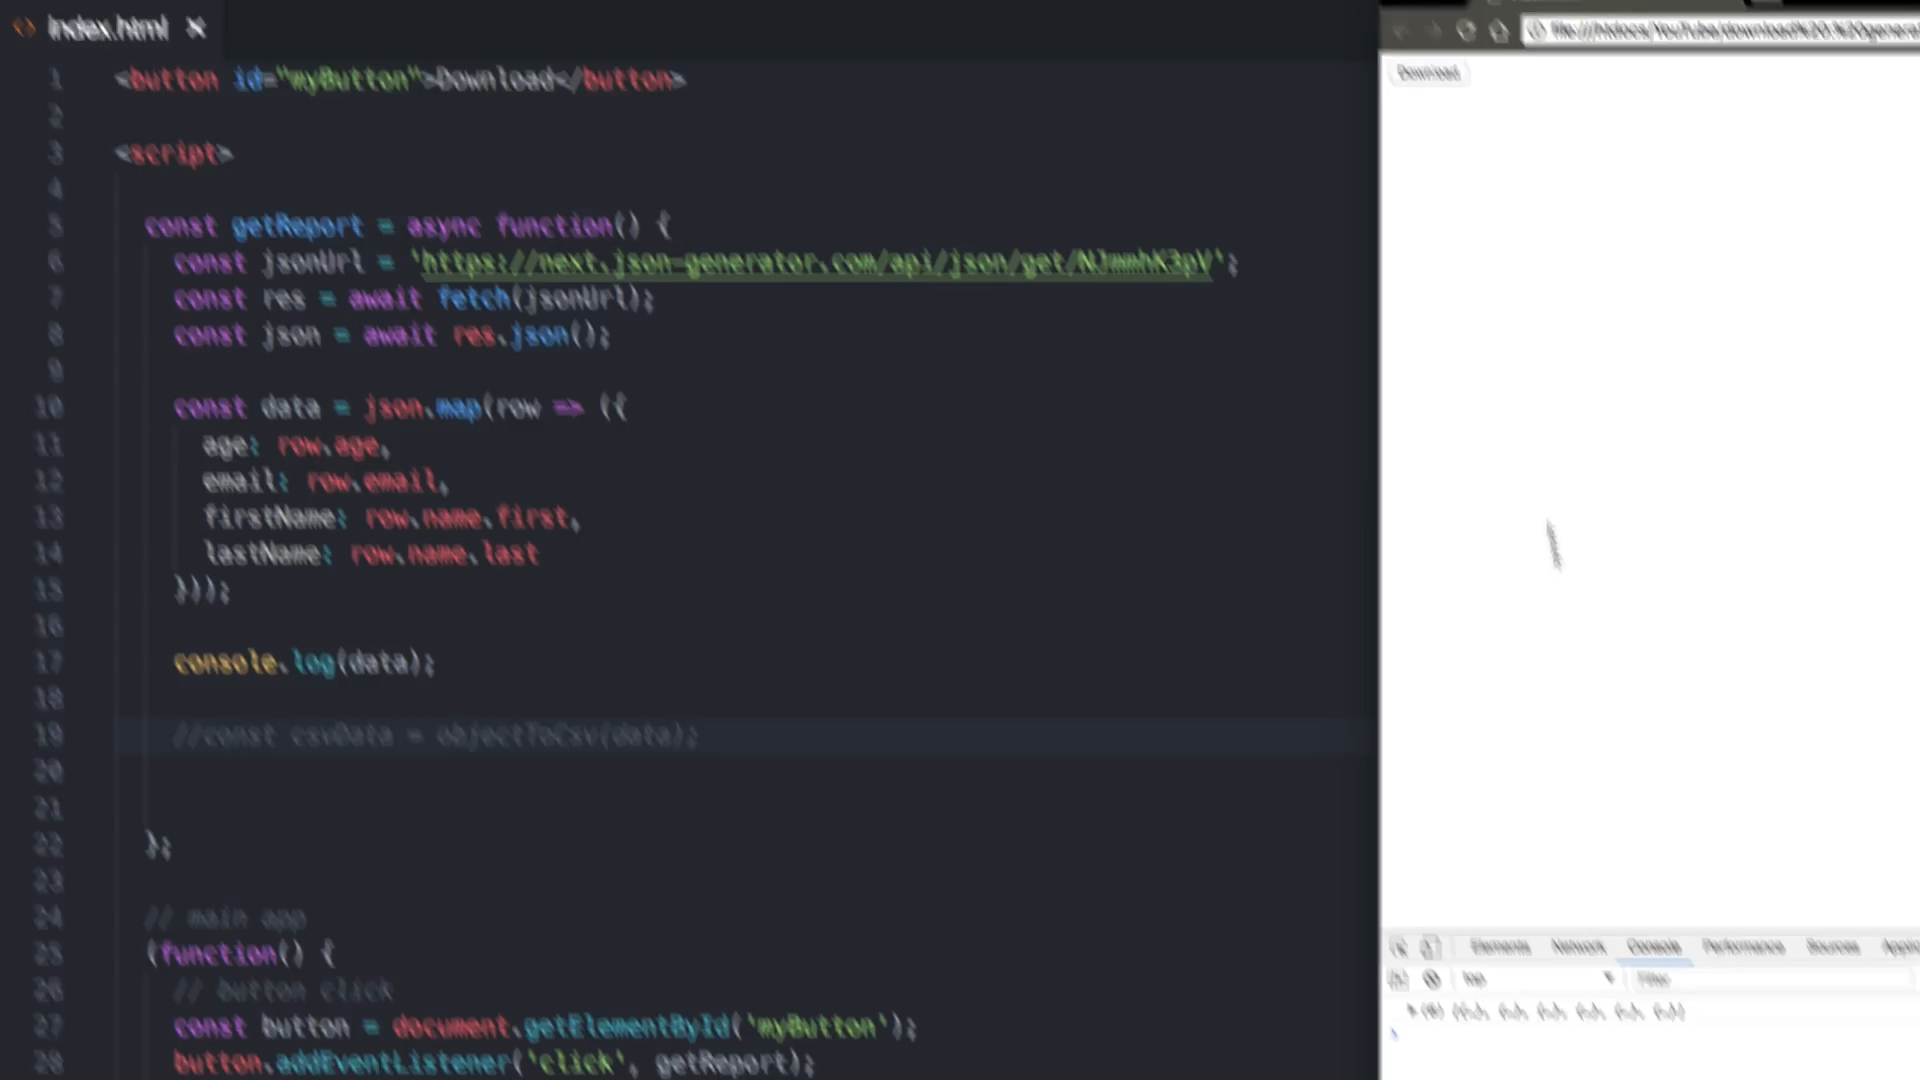 index.html ×
1 <button id="myButton">Download</button>
2
3 <script>
4
5 const getReport = async function() {
6 const jsonUrl = 'https://next.json-generator.com/api/json/get/NJmmhK3pV';
7 const res = await fetch(jsonUrl);
8 const json = await res.json();
9
10 const data = json.map(row => ({
11 age: row.age,
12 email: row.email,
13 firstName: row.name.first,
14 lastName: row.name.last
15 }));
16
17 console.log(data);
18
19 //const csvData = objectToCsv(data);
20
21
22 };
23
24 // main app
25 (function() {
26 // button click
27 const button = document.getElementById('myButton');
28 button.addEventListener('click', getReport);
Download
Elements Network Console Performance Sources
top Filter